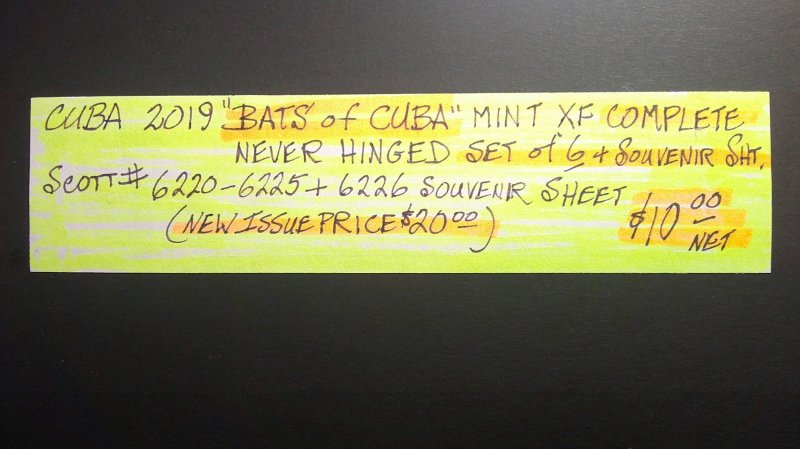 CUBA 2019 "BATS of CUBA" MINT XF COMPLETE
NEVER HINGED SET of 6 + SOUVENIR SHT.
SCOTT# 6220-6225 + 6226 SOUVENIR SHEET
(NEW ISSUE PRICE $20.00)
$10.00
NET